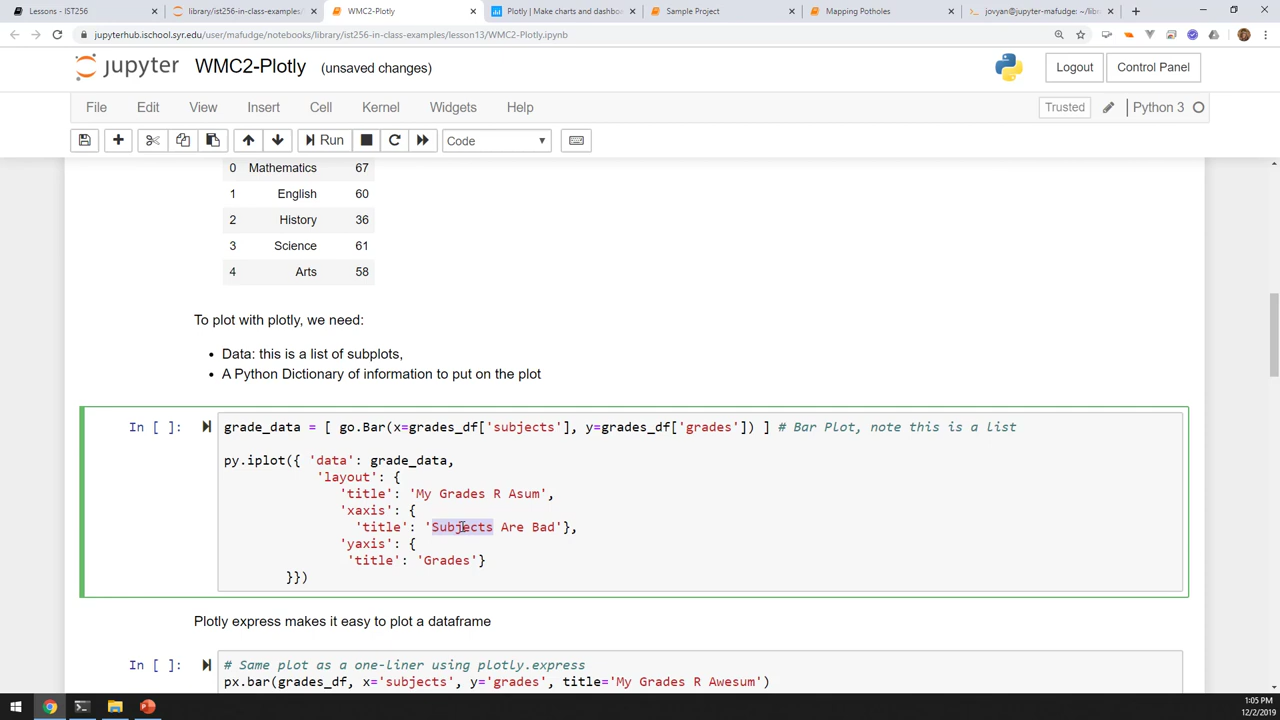 Lessons - IST256
library/ist256-in-class-examples/
WMC2-Plotly
Plotly | Make charts and dashbo
Sample Project
Mapping Potholes
jovyan@jupyter-mafudge: ~/lib
jupyterhub.ischool.syr.edu/user/mafudge/notebooks/library/ist256-in-class-examples/lesson13/WMC2-Plotly.ipynb
jupyter WMC2-Plotly (unsaved changes) Logout Control Panel
File Edit View Insert Cell Kernel Widgets Help Trusted Python 3
Run Code
0 Mathematics 67
1 English 60
2 History 36
3 Science 61
4 Arts 58
To plot with plotly, we need:
• Data: this is a list of subplots,
• A Python Dictionary of information to put on the plot
In [ ]: grade_data = [ go.Bar(x=grades_df['subjects'], y=grades_df['grades']) ] # Bar Plot, note this is a list
py.iplot({ 'data': grade_data,
'layout': {
'title': 'My Grades R Asum',
'xaxis': {
'title': 'Subjects Are Bad'},
'yaxis': {
'title': 'Grades'}
}})
Plotly express makes it easy to plot a dataframe
In [ ]: # Same plot as a one-liner using plotly.express
px.bar(grades_df, x='subjects', y='grades', title='My Grades R Awesum')
1:05 PM
12/2/2019